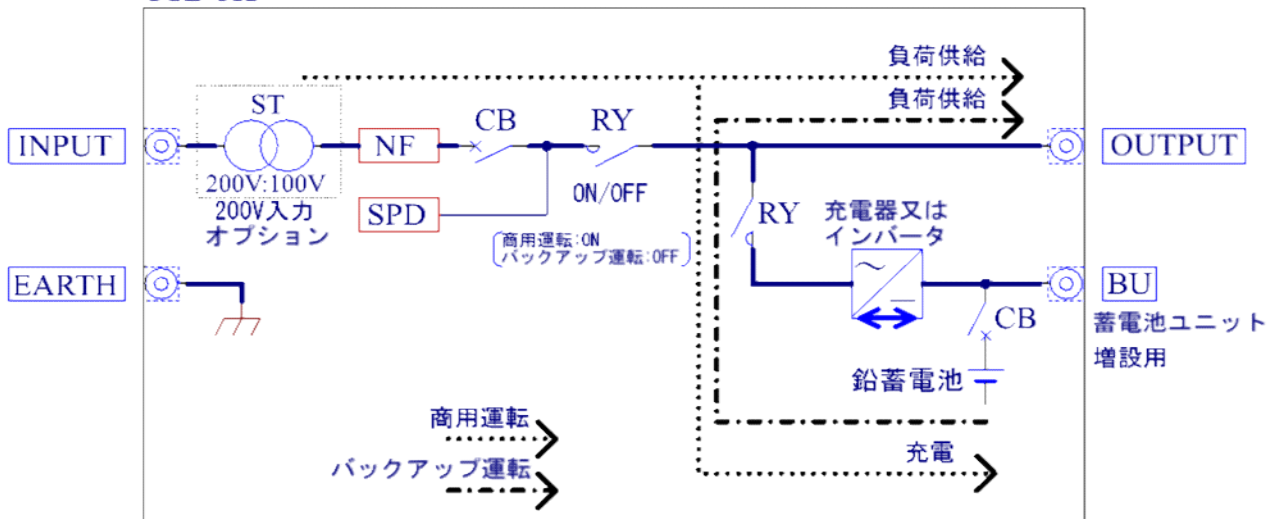 負荷供給
ST
負荷供給
CB
RY
INPUT
NF
OUTPUT
200V:100V
ON/OFF
200V入力
オプション
SPD
RY
充電器又は
インバータ
商用運転:ON
バックアップ運転:OFF
EARTH
BU
CB
蓄電池ユニット
増設用
鉛蓄電池
商用運転
充電
バックアップ運転